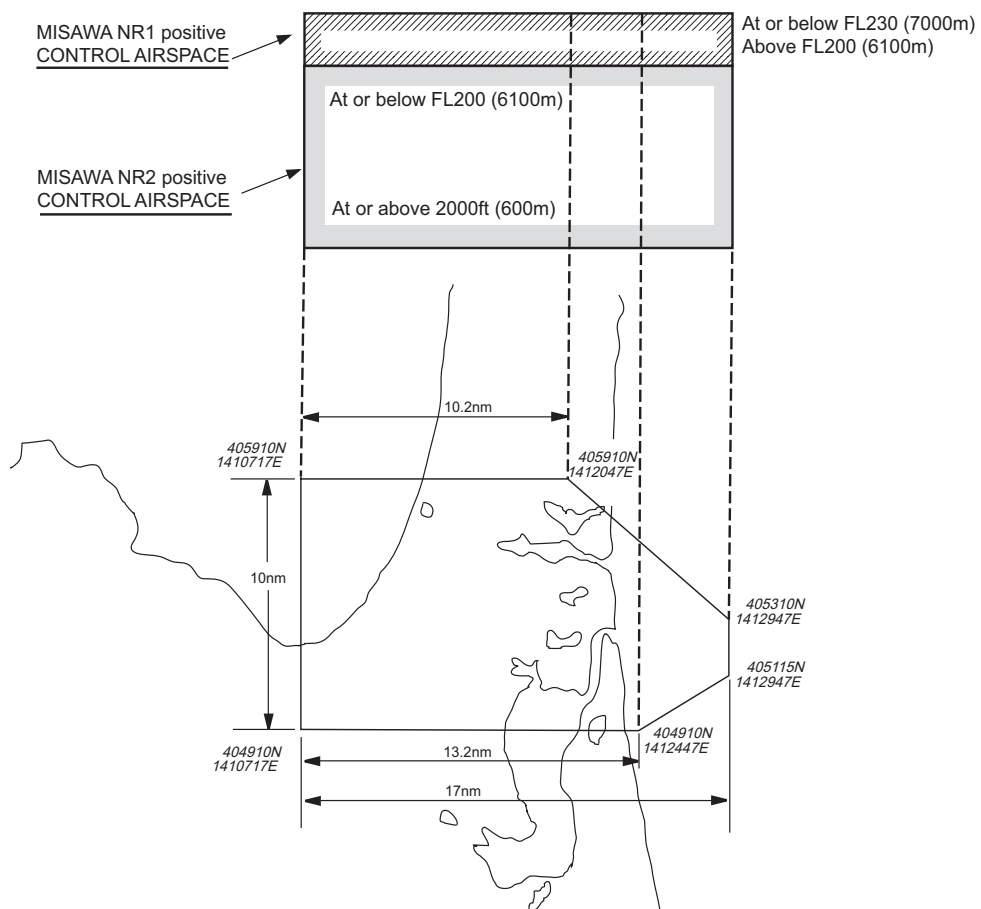 MISAWA NR1 positive
CONTROL AIRSPACE
At or below FL230 (7000m)
Above FL200 (6100m)
At or below FL200 (6100m)
MISAWA NR2 positive
CONTROL AIRSPACE
At or above 2000ft (600m)
10.2nm
405910N
1410717E
405910N
1412047E
10nm
405310N
1412947E
405115N
1412947E
404910N
1410717E
404910N
1412447E
13.2nm
17nm